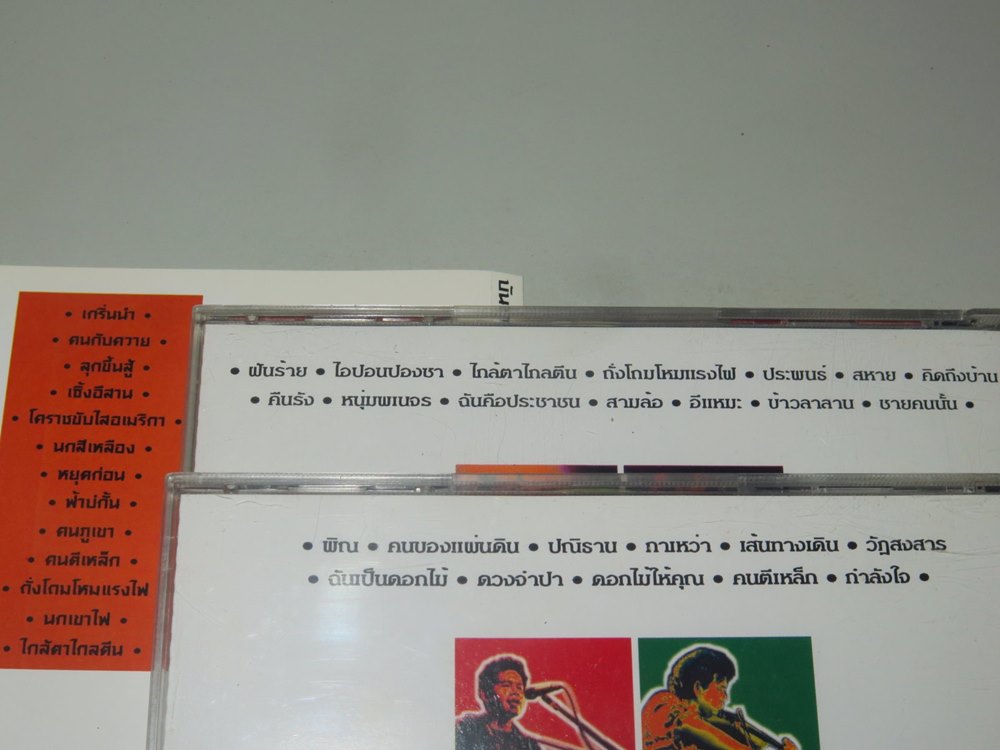 • เกริ่นนำ •
• คนกับควาย •
• ลุกขึ้นสู้ •
• เซิ้งอีสาน •
• โคราชขับไสอเมริกา •
• นกสีเหลือง •
• หยุดก่อน •
• ฟ้าบ่กั้น •
• คนภูเขา •
• คนตีเหล็ก •
• ถั่งโถมโหมแรงไฟ
• นกเขาไฟ •
• ไกลัตาไกลตีน •
• ฝันร้าย • ไอปอนปองชา • ไกลัตาไกลตีน • ถั่งโถมโหมแรงไฟ • ประพนธ์ • สหาย • คิดถึงบ้าน
• คืนรัง • หนุ่มพเนจร • ฉันคือประชาชน • สามล้อ • อีแหมะ • บ้าวลาลาน • ชายคนนั้น •
• พิณ • คนของแผ่นดิน • ปณิธาน • กาเหว่า • เส้นทางเดิน • วัฏสงสาร
• ฉันเป็นดอกไม้ • ดวงจำปา • ดอกไม้ให้คุณ • คนตีเหล็ก • กำลังใจ •